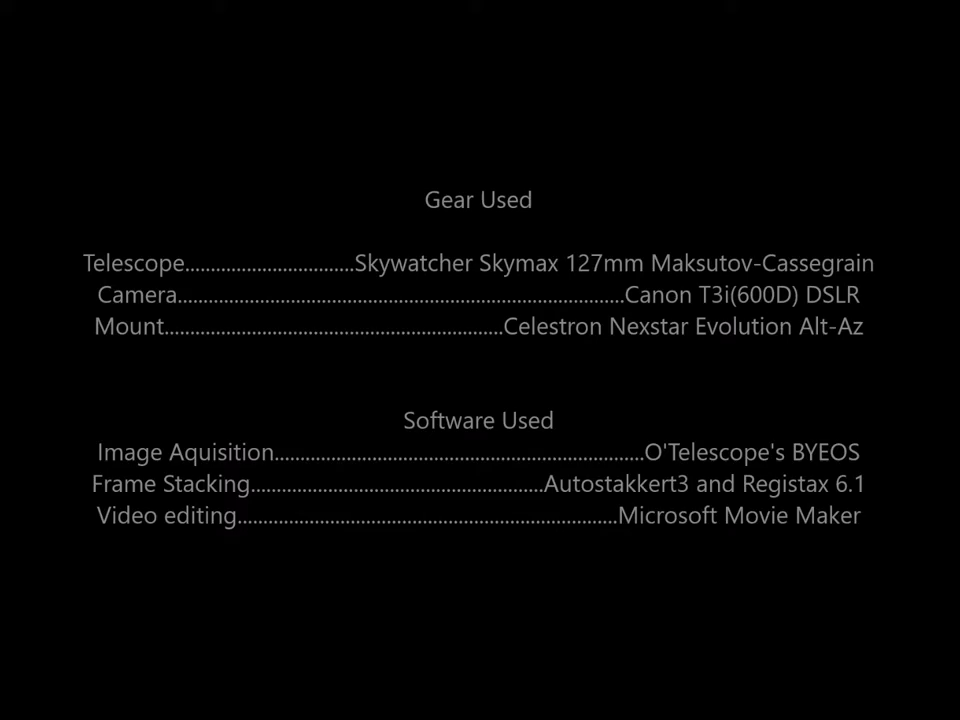 Gear Used
Telescope.................................Skywatcher Skymax 127mm Maksutov-Cassegrain
Camera.......................................................................................Canon T3i(600D) DSLR
Mount..................................................................Celestron Nexstar Evolution Alt-Az
Software Used
Image Aquisition........................................................................O'Telescope's BYEOS
Frame Stacking.........................................................Autostakkert3 and Registax 6.1
Video editing..........................................................................Microsoft Movie Maker